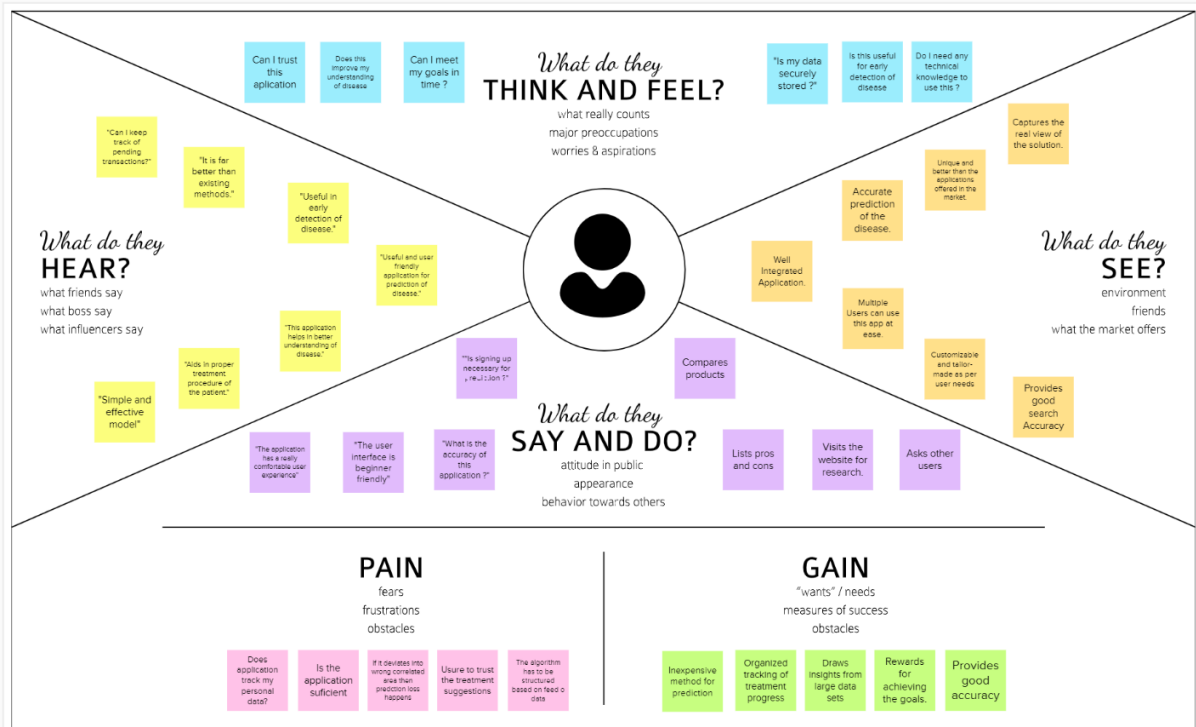 What do they
THINK AND FEEL?
what really counts
major preoccupations
worries & aspirations
Can I trust
this
aplication
Does this
improve my
understanding
of disease
Can I meet
my goals in
time ?
"Is my data
securely
stored ?"
Is this useful
for early
detection of
disease
Do I need any
technical
knowledge to
use this ?
What do they
HEAR?
what friends say
what boss say
what influencers say
"Can I keep
track of
pending
transactions?"
"It is far
better than
existing
methods."
"Useful in
early
detection of
disease."
"Useful and user
friendly
application for
prediction of
disease."
"This application
helps in better
understanding of
disease."
"Aids in proper
treatment
procedure of
the patient."
"Simple and
effective
model"
What do they
SEE?
environment
friends
what the market offers
Captures the
real view of
the solution.
Unique and
better than the
applications
offered in the
market.
Accurate
prediction
of the
disease.
Well
Integrated
Application.
Multiple
Users can use
this app at
ease.
Customizable
and tailor-
made as per
user needs
Provides
good
search
Accuracy
What do they
SAY AND DO?
attitude in public
appearance
behavior towards others
"Is signing up
necessary for
"The application
has a really
comfortable user
experience"
"The user
interface is
beginner
friendly"
"What is the
accuracy of
this
application ?"
Compares
products
Lists pros
and cons
Visits the
website for
research.
Asks other
users
PAIN
fears
frustrations
obstacles
Does
application
track my
personal
data?
Is the
application
suficient
If it deviates into
wrong correlated
area then
prediction loss
happens
Usure to trust
the treatment
suggestions
The algorithm
has to be
structured
based on feed o
data
GAIN
"wants" / needs
measures of success
obstacles
Inexpensive
method for
prediction
Organized
tracking of
treatment
progress
Draws
insights from
large data
sets
Rewards
for
achieving
the goals.
Provides
good
accuracy